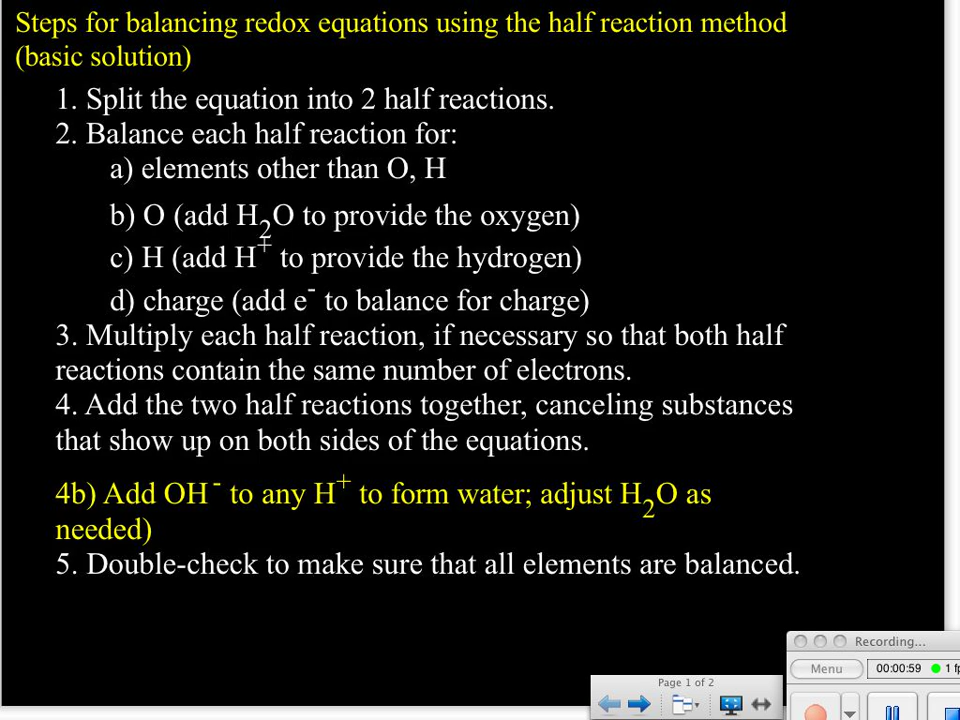 Steps for balancing redox equations using the half reaction method
(basic solution)
1. Split the equation into 2 half reactions.
2. Balance each half reaction for:
a) elements other than O, H
b) O (add H₂O to provide the oxygen)
c) H (add H⁺ to provide the hydrogen)
d) charge (add e⁻ to balance for charge)
3. Multiply each half reaction, if necessary so that both half
reactions contain the same number of electrons.
4. Add the two half reactions together, canceling substances
that show up on both sides of the equations.
4b) Add OH⁻ to any H⁺ to form water; adjust H₂O as
needed)
5. Double-check to make sure that all elements are balanced.
Recording...
Menu
00:00:59
1 fp
Page 1 of 2